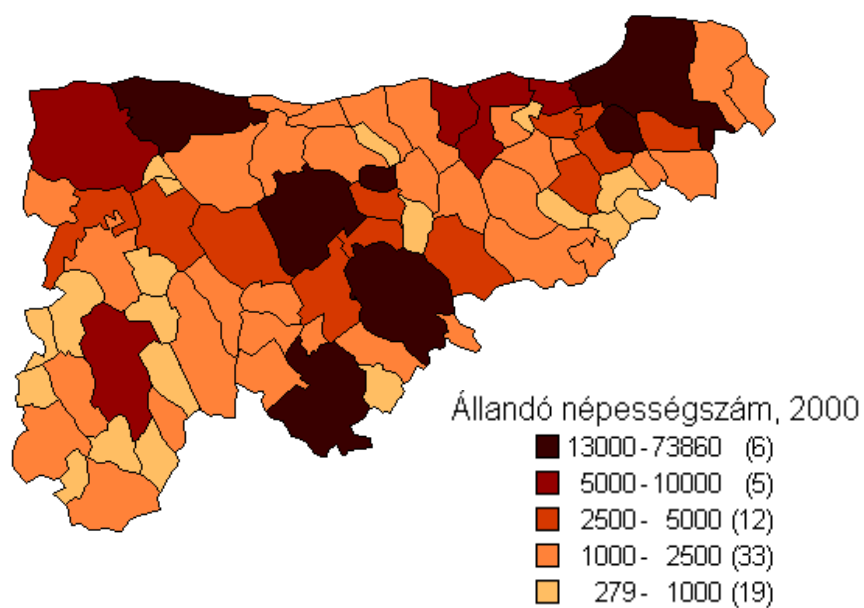 Állandó népességszám, 2000
13000 - 73860 (6)
5000 - 10000 (5)
2500 - 5000 (12)
1000 - 2500 (33)
279 - 1000 (19)